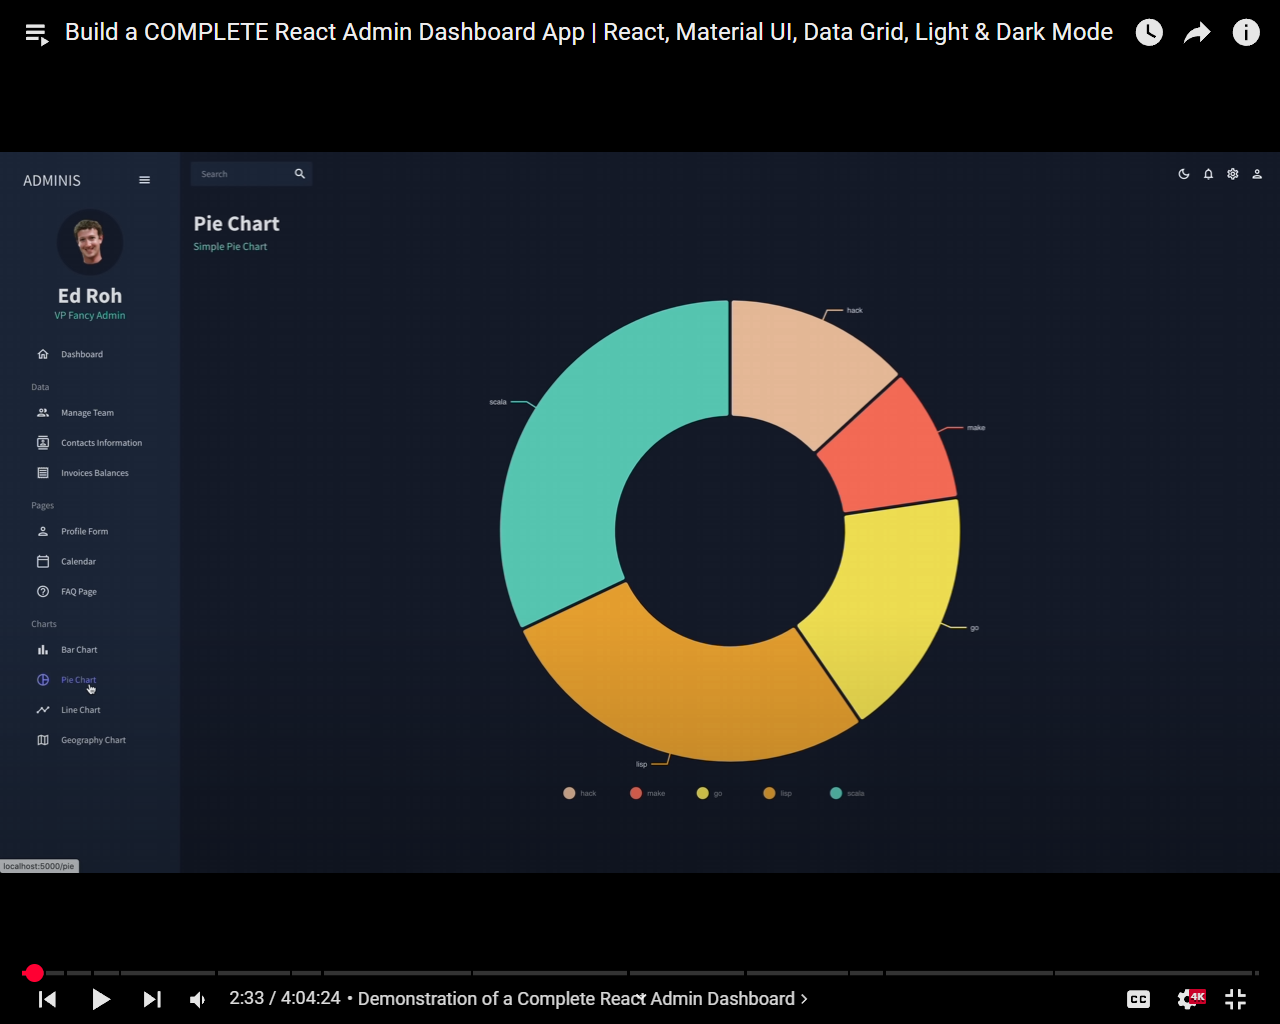 Build a COMPLETE React Admin Dashboard App | React, Material UI, Data Grid, Light & Dark Mode
ADMINIS
Search
Pie Chart
Simple Pie Chart
Ed Roh
VP Fancy Admin
Dashboard
Data
Manage Team
Contacts Information
Invoices Balances
Pages
Profile Form
Calendar
FAQ Page
Charts
Bar Chart
Pie Chart
Line Chart
Geography Chart
hack
make
scala
go
lisp
hack make go lisp scala
localhost:5000/pie
2:33 / 4:04:24 • Demonstration of a Complete React Admin Dashboard ›
CC
4K